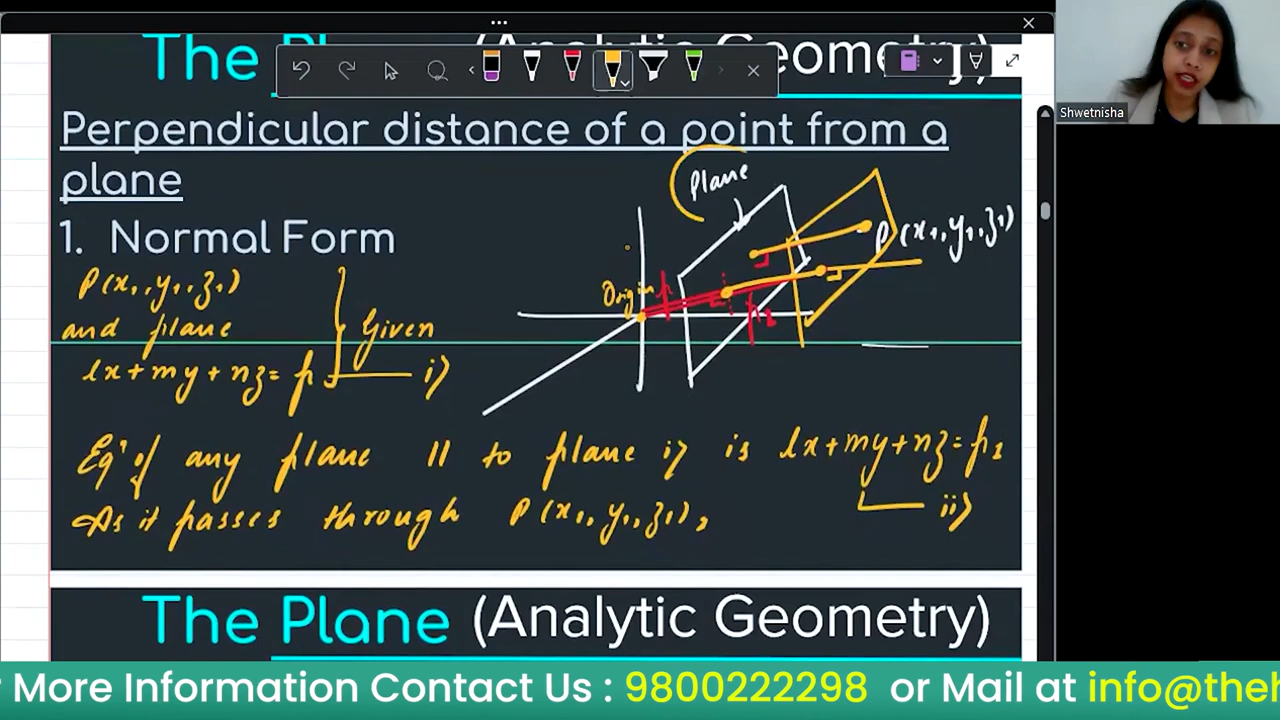 The Pla (Analytic Geometry)
Shwetnisha
Perpendicular distance of a point from a
plane
Plane
P(x₁, y₁, z₁)
1. Normal Form
P(x₁, y₁, z₁)
Origin p
and plane } Given
p₁
lx+my+nz=p — i>
Eqⁿ of any plane || to plane i> is lx+my+nz=p₁
— ii>
As it passes through P(x₁, y₁, z₁),
The Plane (Analytic Geometry)
r More Information Contact Us : 9800222298 or Mail at info@theh